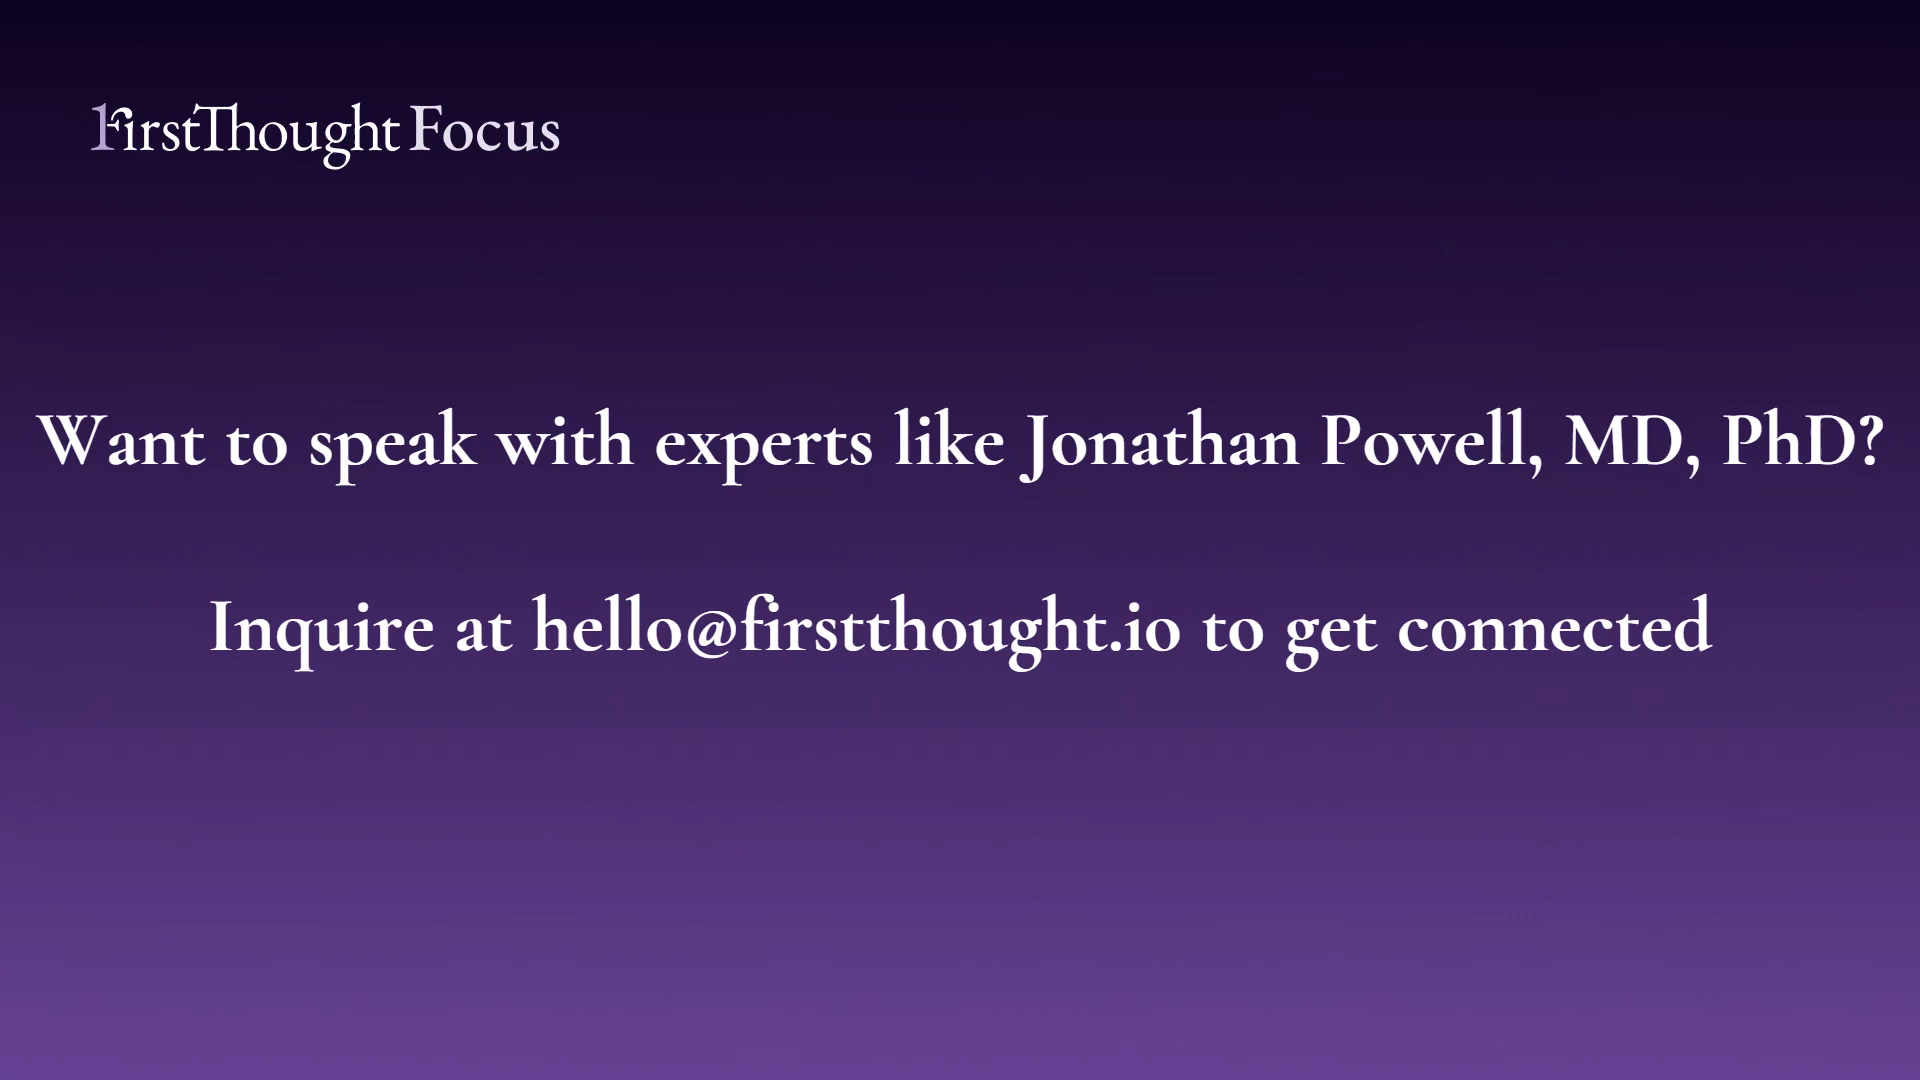 FirstThought Focus
Want to speak with experts like Jonathan Powell, MD, PhD?
Inquire at hello@firstthought.io to get connected